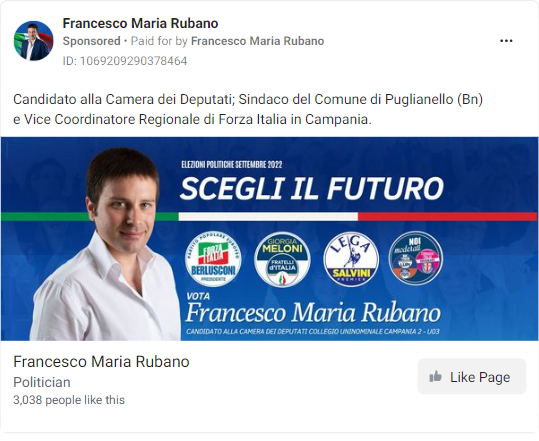 Francesco Maria Rubano
Sponsored • Paid for by Francesco Maria Rubano
ID: 1069209290378464
Candidato alla Camera dei Deputati; Sindaco del Comune di Puglianello (Bn)
e Vice Coordinatore Regionale di Forza Italia in Campania.
ELEZIONI POLITICHE SETTEMBRE 2022
SCEGLI IL FUTURO
PARTITO POPOLARE EUROPEO
FORZA
ITALIA
BERLUSCONI
PRESIDENTE
GIORGIA
MELONI
FRATELLI
d'ITALIA
LEGA
SALVINI
PREMIER
NOI
moderati
VOTA
Francesco Maria Rubano
CANDIDATO ALLA CAMERA DEI DEPUTATI COLLEGIO UNINOMINALE CAMPANIA 2 - U03
Francesco Maria Rubano
Politician
3,038 people like this
Like Page